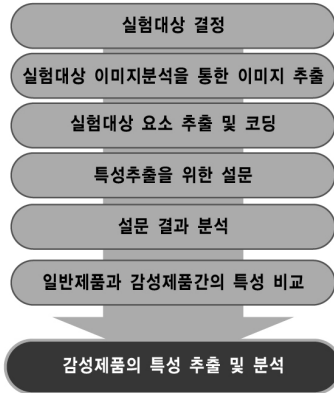 실험대상 결정
실험대상 이미지분석을 통한 이미지 추출
실험대상 요소 추출 및 코딩
특성추출을 위한 설문
설문 결과 분석
일반제품과 감성제품간의 특성 비교
감성제품의 특성 추출 및 분석